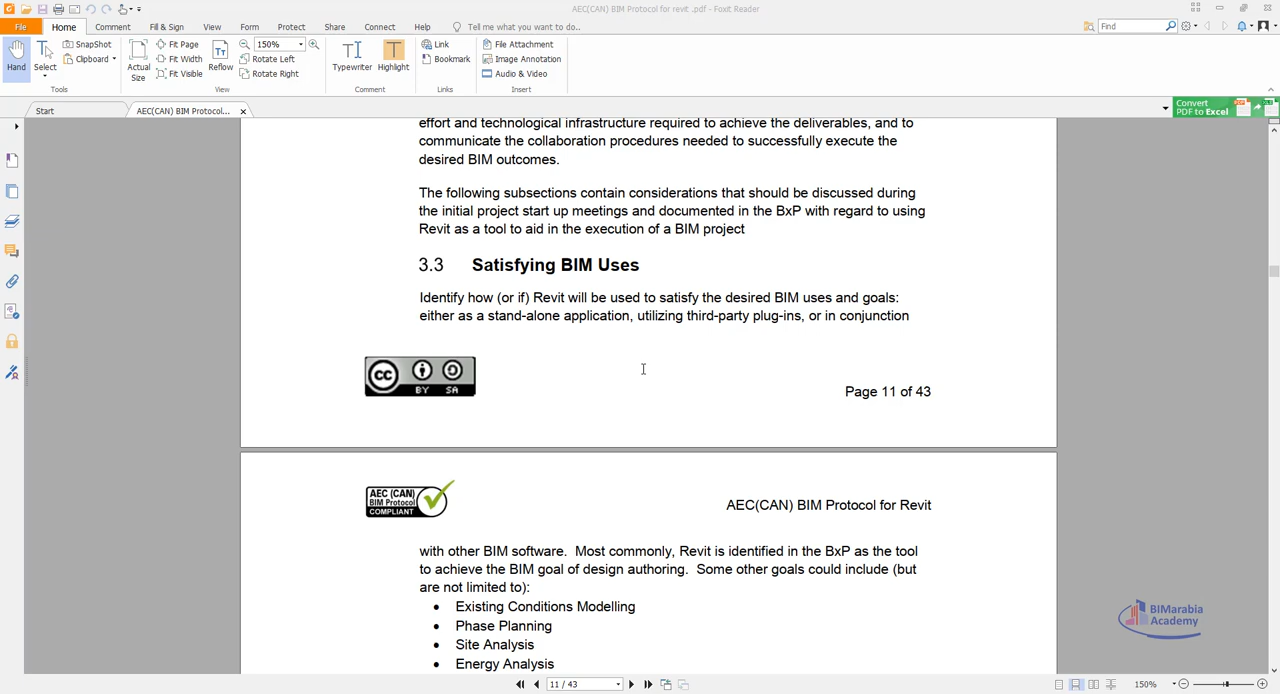 AEC(CAN) BIM Protocol for revit .pdf - Foxit Reader
File Home Comment Fill & Sign View Form Protect Share Connect Help Tell me what you want to do.. Find
Hand Select SnapShot Clipboard Actual Size Fit Page Fit Width Fit Visible Reflow 150% Rotate Left Rotate Right Typewriter Highlight Link Bookmark File Attachment Image Annotation Audio & Video
Tools View Comment Links Insert
Start AEC(CAN) BIM Protocol... Convert PDF to Excel
effort and technological infrastructure required to achieve the deliverables, and to
communicate the collaboration procedures needed to successfully execute the
desired BIM outcomes.
The following subsections contain considerations that should be discussed during
the initial project start up meetings and documented in the BxP with regard to using
Revit as a tool to aid in the execution of a BIM project
3.3 Satisfying BIM Uses
Identify how (or if) Revit will be used to satisfy the desired BIM uses and goals:
either as a stand-alone application, utilizing third-party plug-ins, or in conjunction
cc BY SA
Page 11 of 43
AEC (CAN)
BIM Protocol
COMPLIANT
AEC(CAN) BIM Protocol for Revit
with other BIM software. Most commonly, Revit is identified in the BxP as the tool
to achieve the BIM goal of design authoring. Some other goals could include (but
are not limited to):
• Existing Conditions Modelling
• Phase Planning
• Site Analysis
• Energy Analysis
BIMarabia
Academy
11 / 43 150%